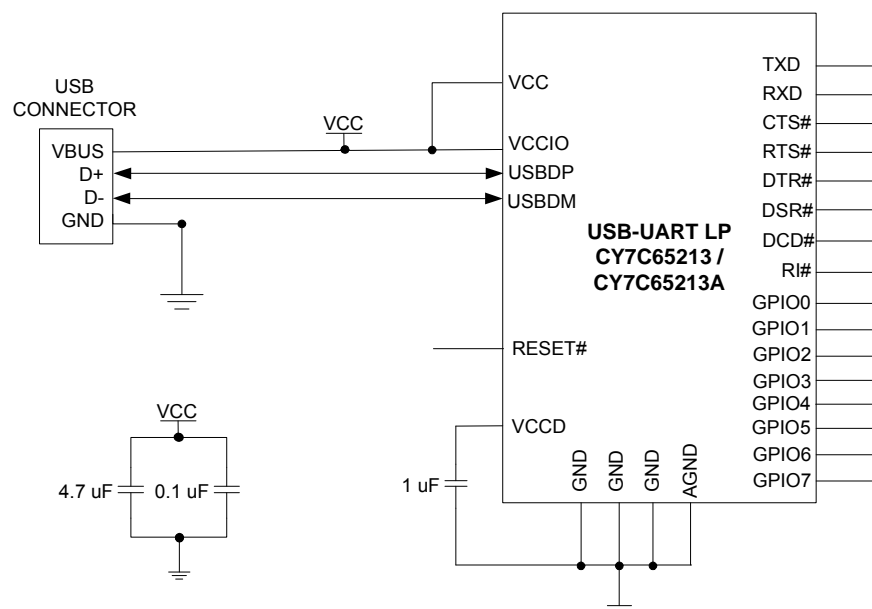 USB
CONNECTOR
VBUS
D+
D-
GND
VCC
VCC
VCCIO
USBDP
USBDM
USB-UART LP
CY7C65213 /
CY7C65213A
RESET#
VCCD
GND
GND
GND
AGND
TXD
RXD
CTS#
RTS#
DTR#
DSR#
DCD#
RI#
GPIO0
GPIO1
GPIO2
GPIO3
GPIO4
GPIO5
GPIO6
GPIO7
VCC
4.7 uF
0.1 uF
1 uF